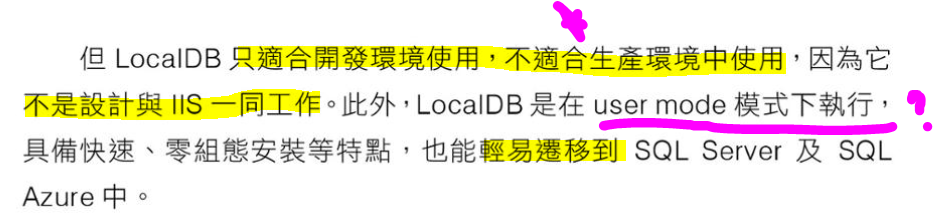 但 LocalDB 只適合開發環境使用，不適合生產環境中使用，因為它
不是設計與 IIS 一同工作。此外，LocalDB 是在 user mode 模式下執行，?
具備快速、零組態安裝等特點，也能輕易遷移到 SQL Server 及 SQL
Azure 中。